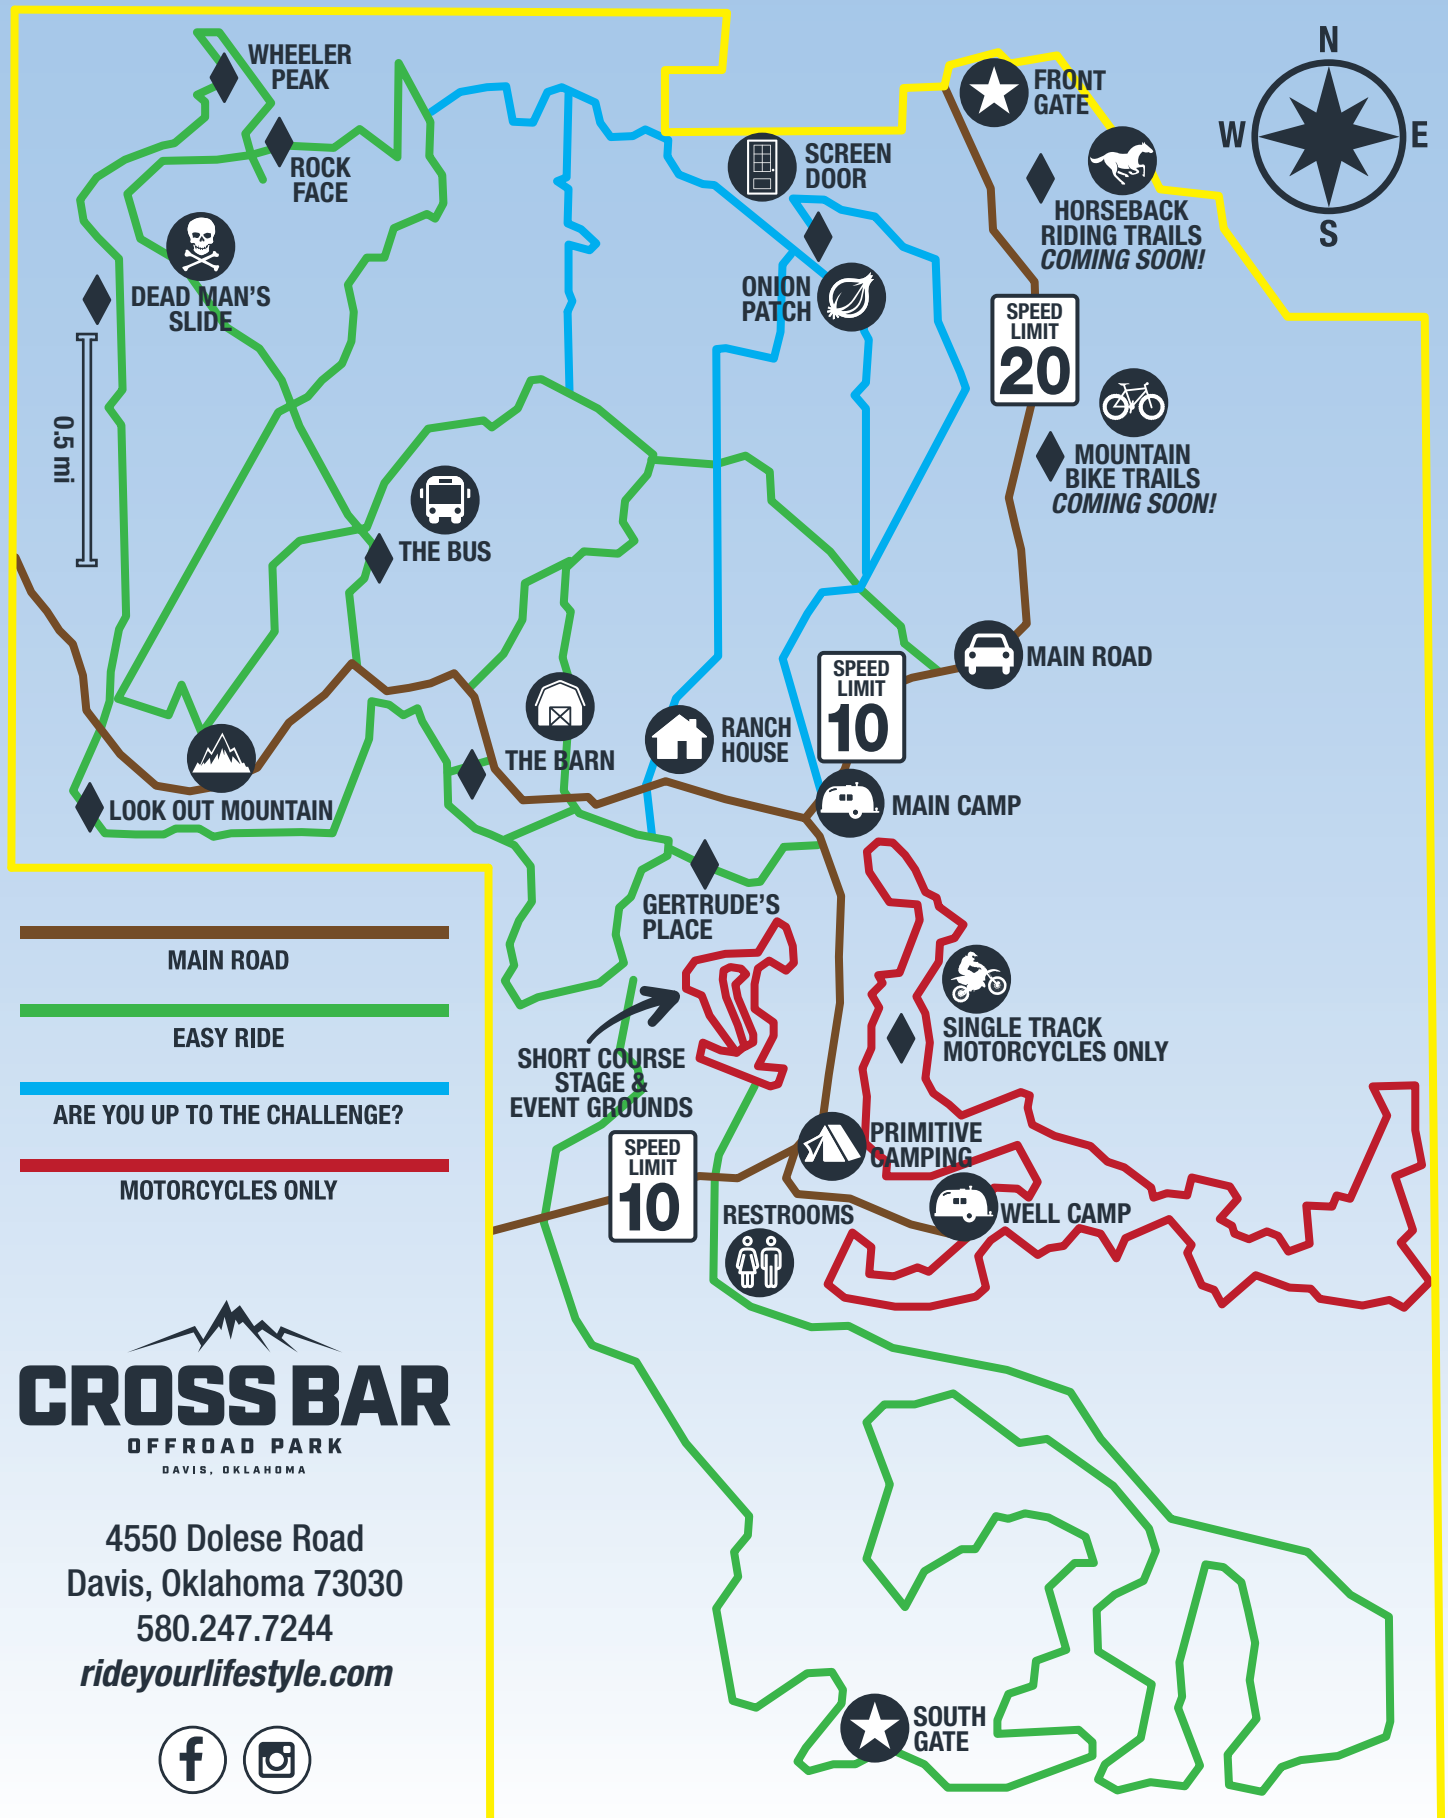 WHEELER
PEAK
ROCK
FACE
DEAD MAN'S
SLIDE
0.5 mi
THE BUS
LOOK OUT MOUNTAIN
THE BARN
SCREEN
DOOR
ONION
PATCH
FRONT
GATE
HORSEBACK
RIDING TRAILS
COMING SOON!
N
W
E
S
SPEED
LIMIT
20
MOUNTAIN
BIKE TRAILS
COMING SOON!
MAIN ROAD
SPEED
LIMIT
10
RANCH
HOUSE
MAIN CAMP
GERTRUDE'S
PLACE
SHORT COURSE
STAGE &
EVENT GROUNDS
SINGLE TRACK
MOTORCYCLES ONLY
PRIMITIVE
CAMPING
SPEED
LIMIT
10
RESTROOMS
WELL CAMP
SOUTH
GATE
MAIN ROAD
EASY RIDE
ARE YOU UP TO THE CHALLENGE?
MOTORCYCLES ONLY
CROSS BAR
OFFROAD PARK
DAVIS, OKLAHOMA
4550 Dolese Road
Davis, Oklahoma 73030
580.247.7244
rideyourlifestyle.com